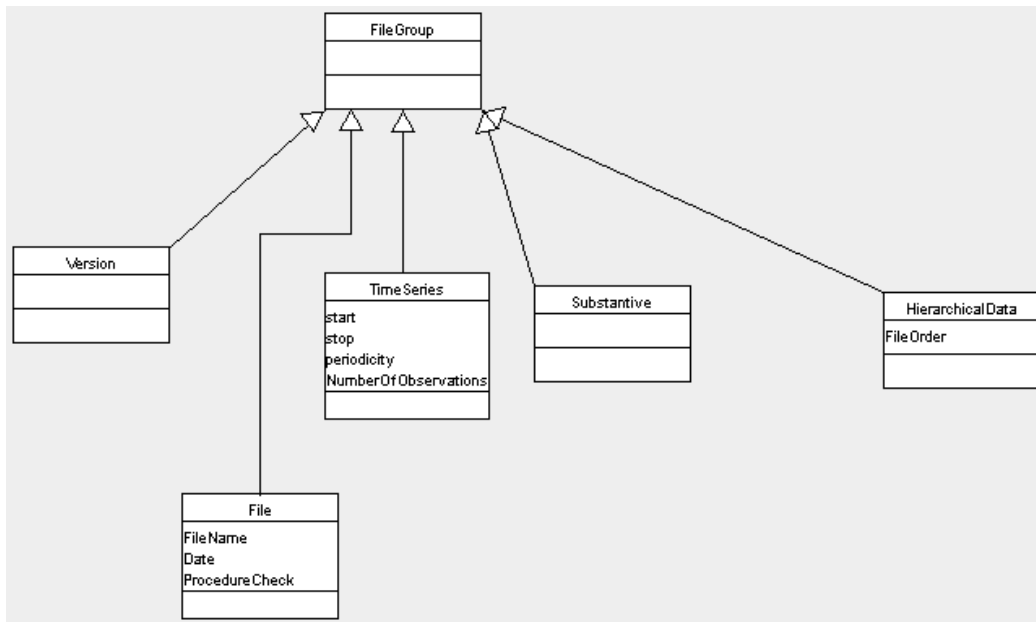 FileGroup
Version
TimeSeries
start
stop
periodicity
NumberOfObservations
Substantive
HierarchicalData
FileOrder
File
FileName
Date
ProcedureCheck